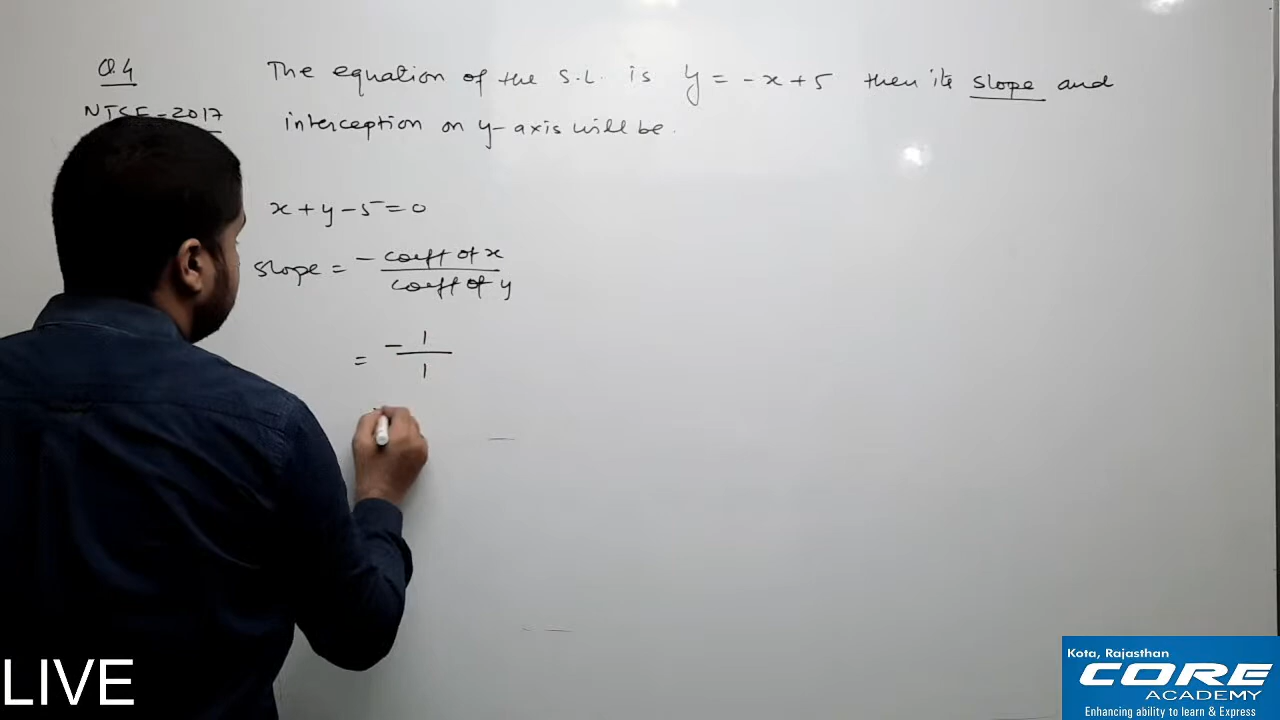 Q.4
The equation of the S.L. is y = -x + 5 then its slope and
NTSE-2017
interception on y-axis will be.
x + y - 5 = 0
slope = - coeff of x / coeff of y
= - 1 / 1
LIVE
Kota, Rajasthan
CORE
ACADEMY
Enhancing ability to learn & Express